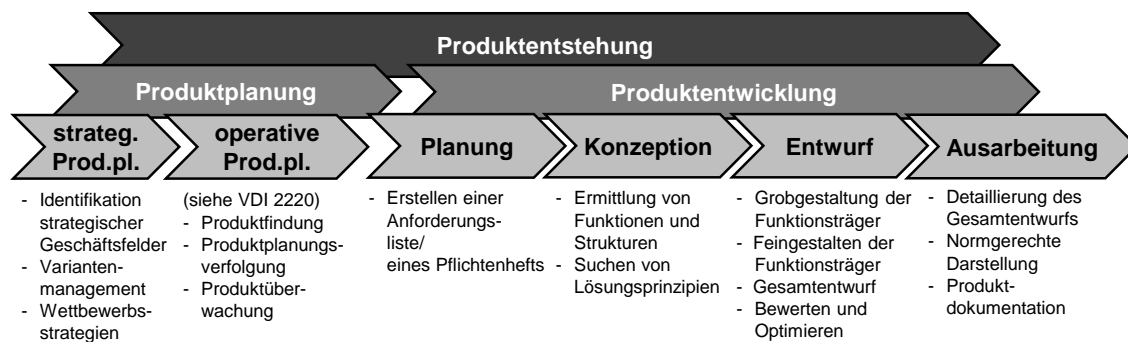 Produktentstehung
Produktplanung
Produktentwicklung
strateg.
Prod.pl.
operative
Prod.pl.
Planung
Konzeption
Entwurf
Ausarbeitung
- Identifikation
strategischer
Geschäftsfelder
- Varianten-
management
- Wettbewerbs-
strategien
(siehe VDI 2220)
- Produktfindung
- Produktplanungs-
verfolgung
- Produktüber-
wachung
- Erstellen einer
Anforderungs-
liste/
eines Pflichtenhefts
- Ermittlung von
Funktionen und
Strukturen
- Suchen von
Lösungsprinzipien
- Grobgestaltung der
Funktionsträger
- Feingestalten der
Funktionsträger
- Gesamtentwurf
- Bewerten und
Optimieren
- Detaillierung des
Gesamtentwurfs
- Normgerechte
Darstellung
- Produkt-
dokumentation